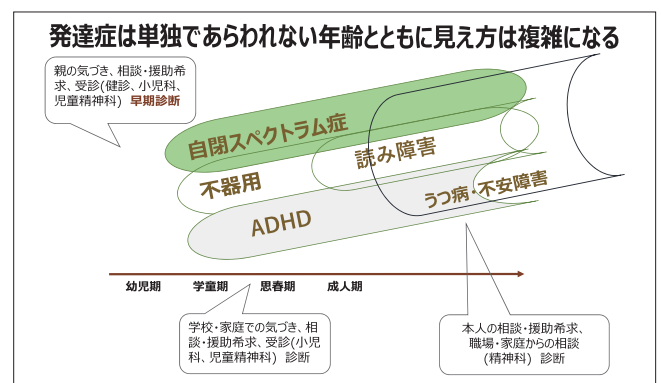 発達症は単独であらわれない年齢とともに見え方は複雑になる
親の気づき、相談・援助希
求、受診(健診、小児科、
児童精神科) 早期診断
自閉スペクトラム症
読み障害
不器用
うつ病・不安障害
ADHD
幼児期 学童期 思春期 成人期
学校・家庭での気づき、相
談・援助希求、受診(小児
科、児童精神科) 診断
本人の相談・援助希求、
職場・家庭からの相談
(精神科) 診断